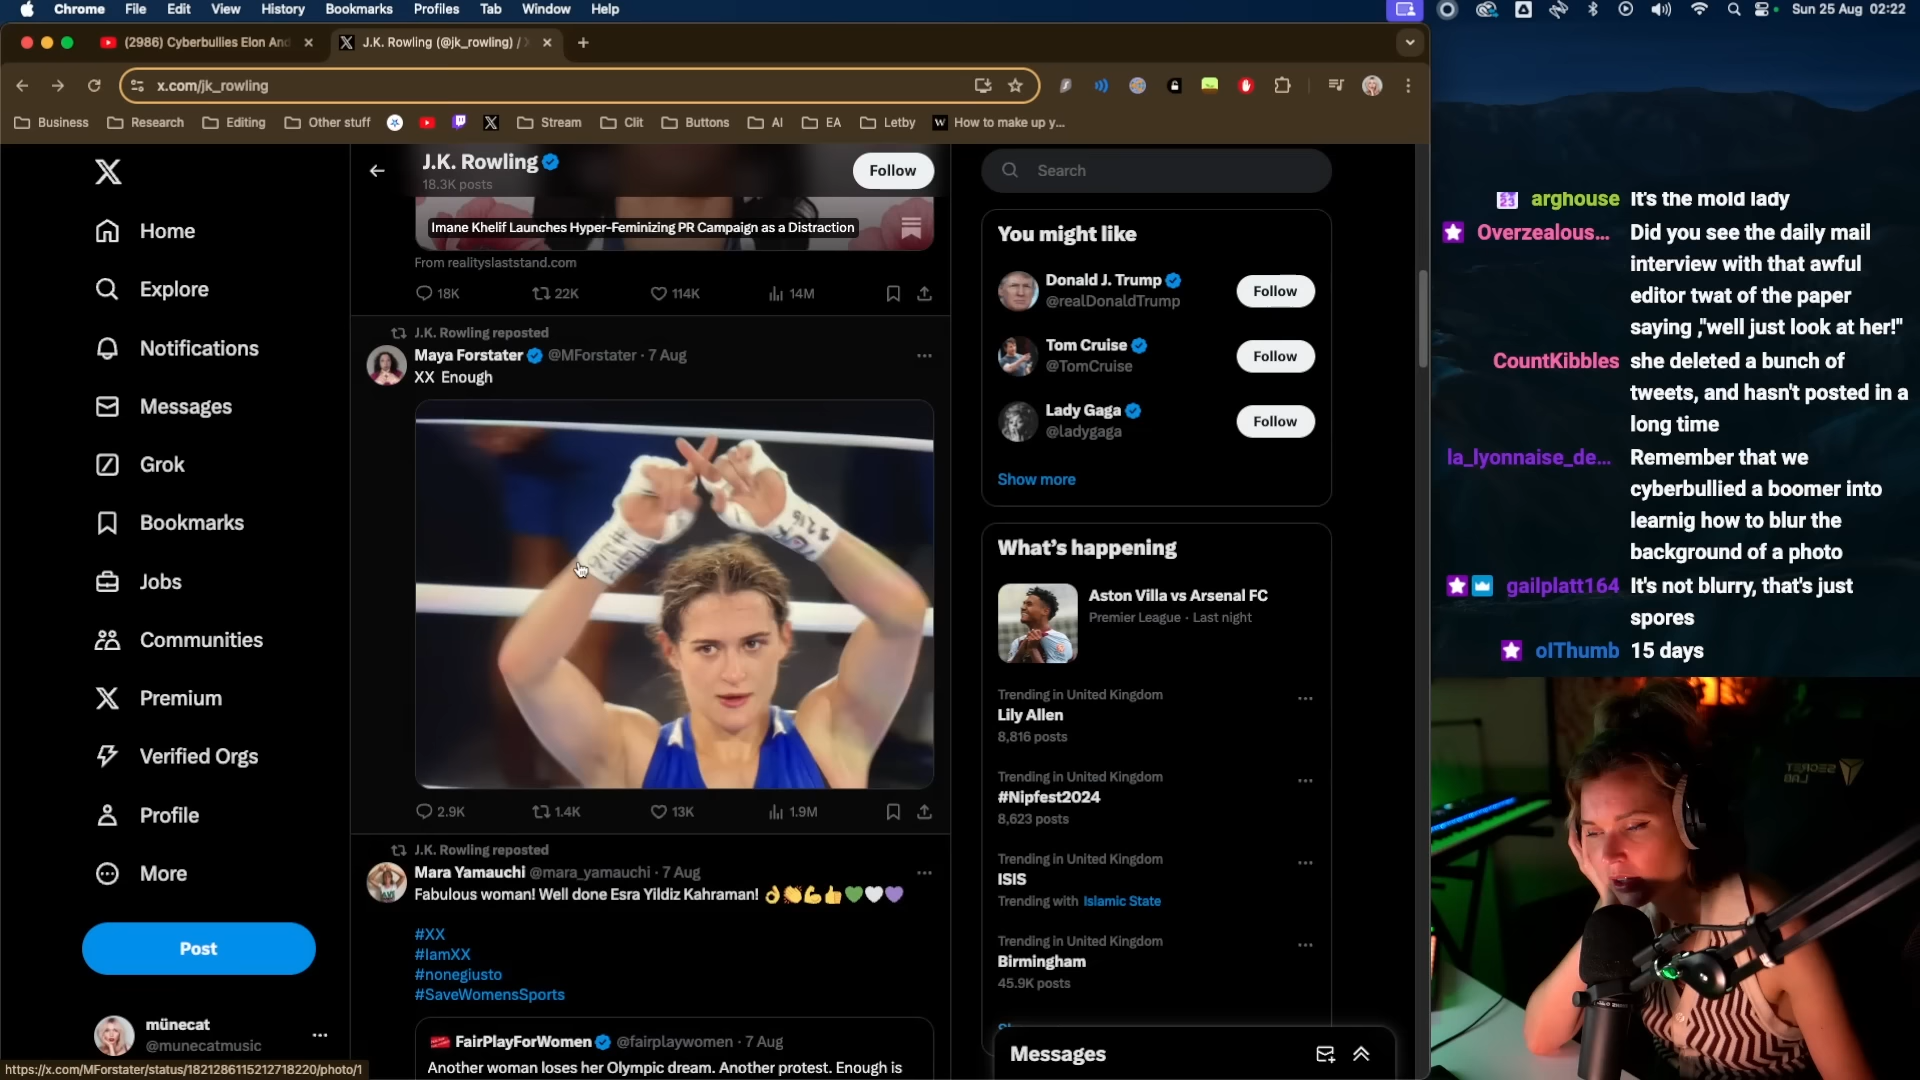 Chrome File Edit View History Bookmarks Profiles Tab Window Help
Sun 25 Aug 02:22
(2986) Cyberbullies Elon And
J.K. Rowling (@jk_rowling) /
x.com/jk_rowling
Business Research Editing Other stuff Stream Clit Buttons AI EA Letby How to make up y...
Home
Explore
Notifications
Messages
Grok
Bookmarks
Jobs
Communities
Premium
Verified Orgs
Profile
More
Post
münecat
@munecatmusic
https://x.com/MForstater/status/1821286115212718220/photo/1
J.K. Rowling
18.3K posts
Follow
Imane Khelif Launches Hyper-Feminizing PR Campaign as a Distraction
From realityslaststand.com
18K 22K 114K 14M
J.K. Rowling reposted
Maya Forstater @MForstater · 7 Aug
XX Enough
2.9K 1.4K 13K 1.9M
J.K. Rowling reposted
Mara Yamauchi @mara_yamauchi · 7 Aug
Fabulous woman! Well done Esra Yildiz Kahraman! 👌👏💪👍💚🤍💜
#XX
#IamXX
#nonegiusto
#SaveWomensSports
FairPlayForWomen @fairplaywomen · 7 Aug
Another woman loses her Olympic dream. Another protest. Enough is
Search
You might like
Donald J. Trump
@realDonaldTrump
Follow
Tom Cruise
@TomCruise
Follow
Lady Gaga
@ladygaga
Follow
Show more
What's happening
Aston Villa vs Arsenal FC
Premier League · Last night
Trending in United Kingdom
Lily Allen
8,816 posts
Trending in United Kingdom
#Nipfest2024
8,623 posts
Trending in United Kingdom
ISIS
Trending with Islamic State
Trending in United Kingdom
Birmingham
45.9K posts
Messages
arghouse It's the mold lady
Overzealous... Did you see the daily mail
interview with that awful
editor twat of the paper
saying ,"well just look at her!"
CountKibbles she deleted a bunch of
tweets, and hasn't posted in a
long time
la_lyonnaise_de... Remember that we
cyberbullied a boomer into
learnig how to blur the
background of a photo
gailplatt164 It's not blurry, that's just
spores
olThumb 15 days
SECRET
LAB